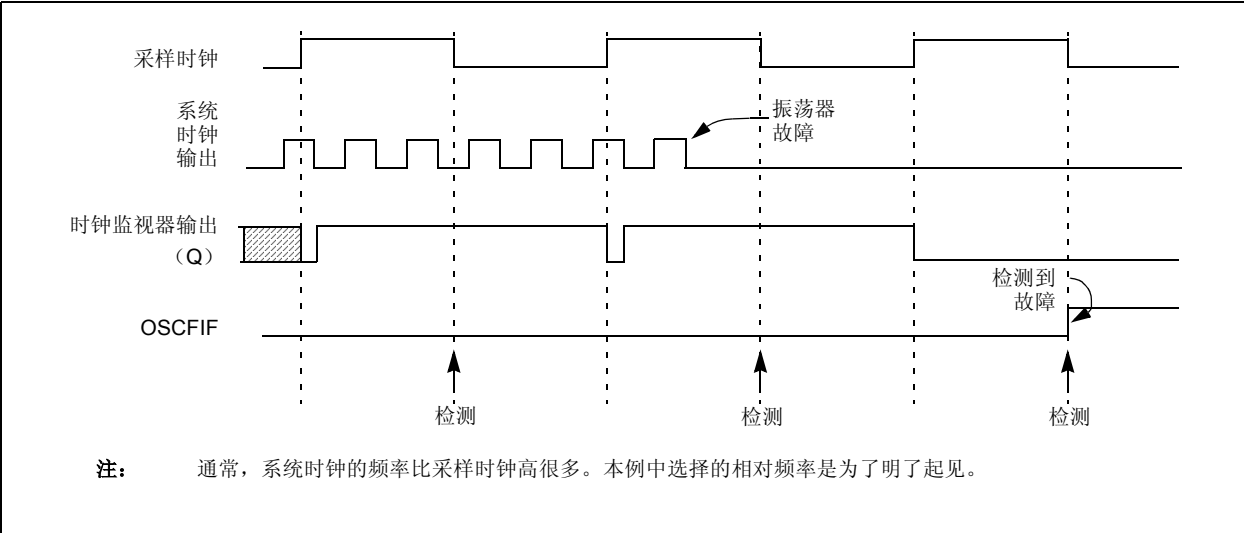 采样时钟
系统
时钟
输出
振荡器
故障
时钟监视器输出
（Q）
检测到
故障
OSCFIF
检测
检测
检测
注： 通常，系统时钟的频率比采样时钟高很多。本例中选择的相对频率是为了明了起见。